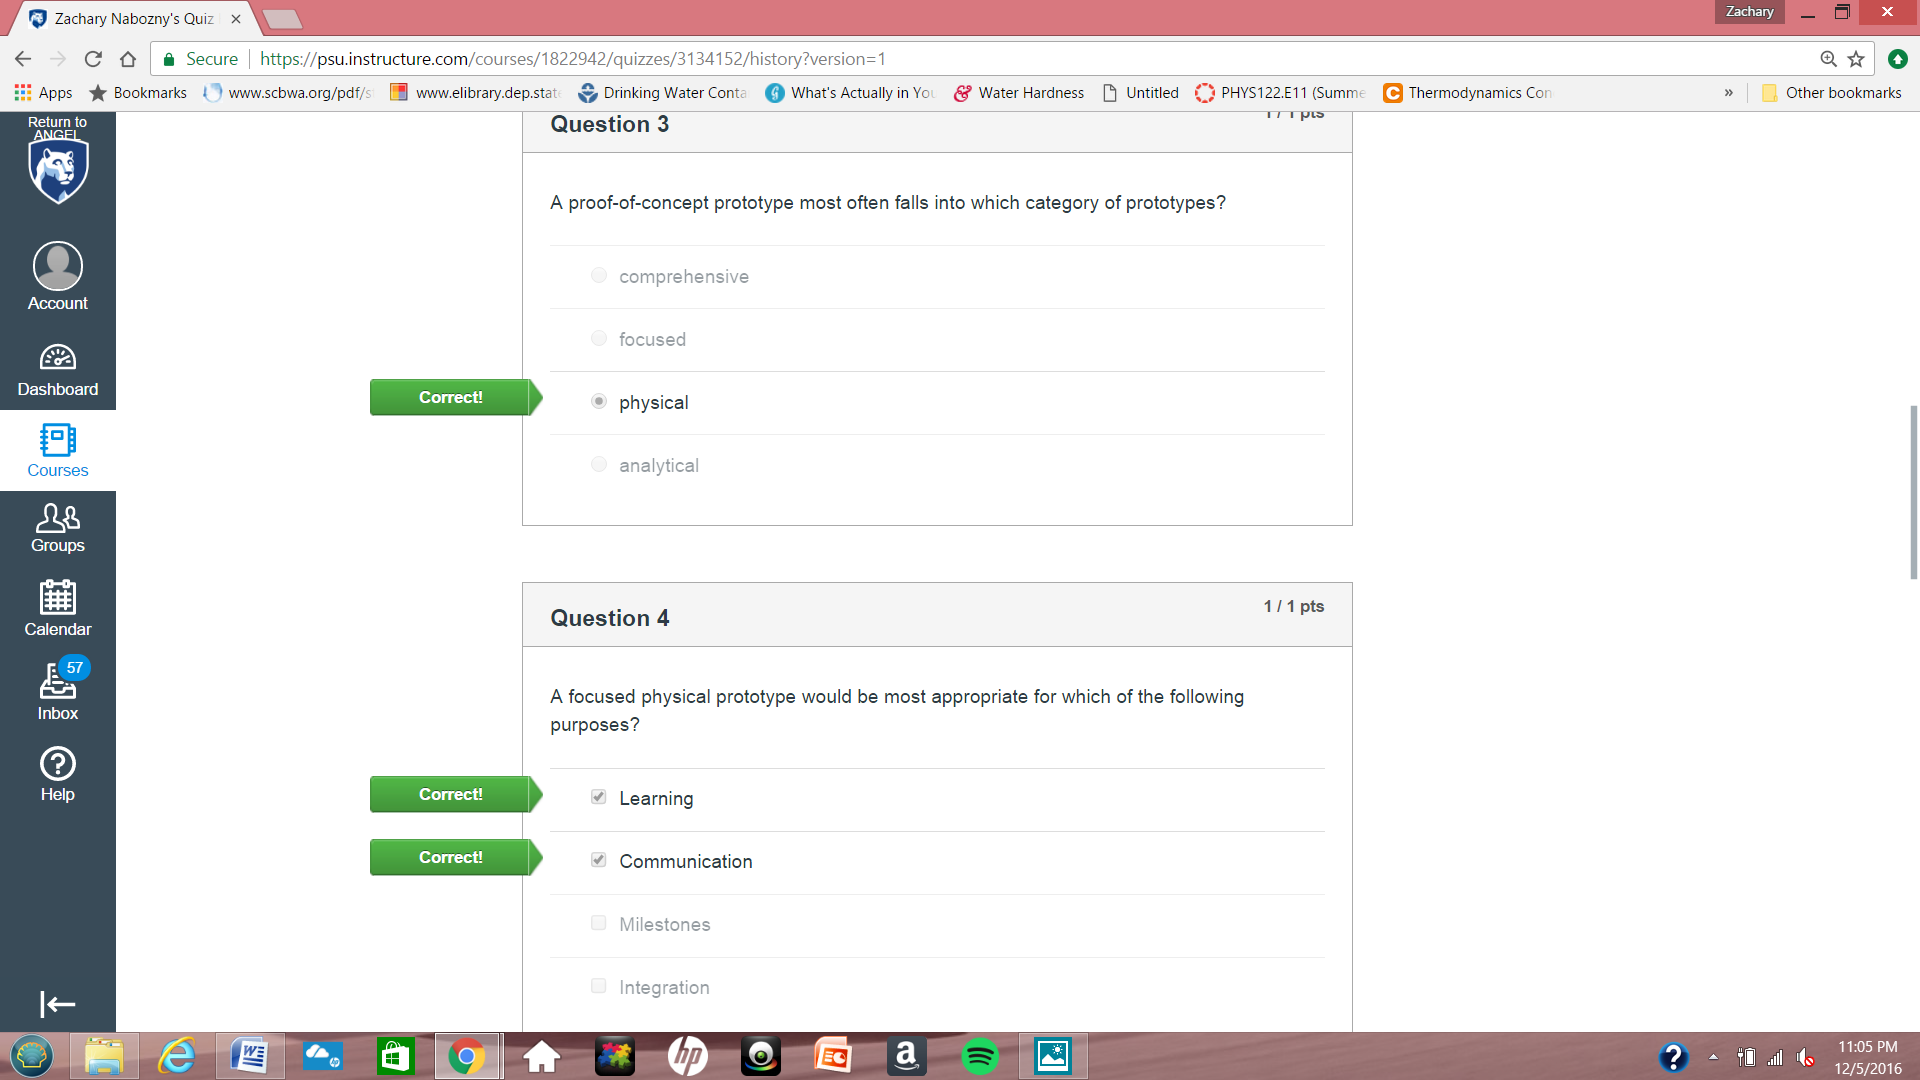 Zachary Nabozny's Quiz
Zachary
Secure https://psu.instructure.com/courses/1822942/quizzes/3134152/history?version=1
Apps Bookmarks www.scbwa.org/pdf/s www.elibrary.dep.stat Drinking Water Conta What's Actually in You Water Hardness Untitled PHYS122.E11 (Summe Thermodynamics Con » Other bookmarks
Return to
ANGEL
Account
Dashboard
Courses
Groups
Calendar
57
Inbox
Help
Question 3
1 / 1 pts
A proof-of-concept prototype most often falls into which category of prototypes?
comprehensive
focused
Correct! physical
analytical
Question 4
1 / 1 pts
A focused physical prototype would be most appropriate for which of the following
purposes?
Correct! Learning
Correct! Communication
Milestones
Integration
11:05 PM
12/5/2016